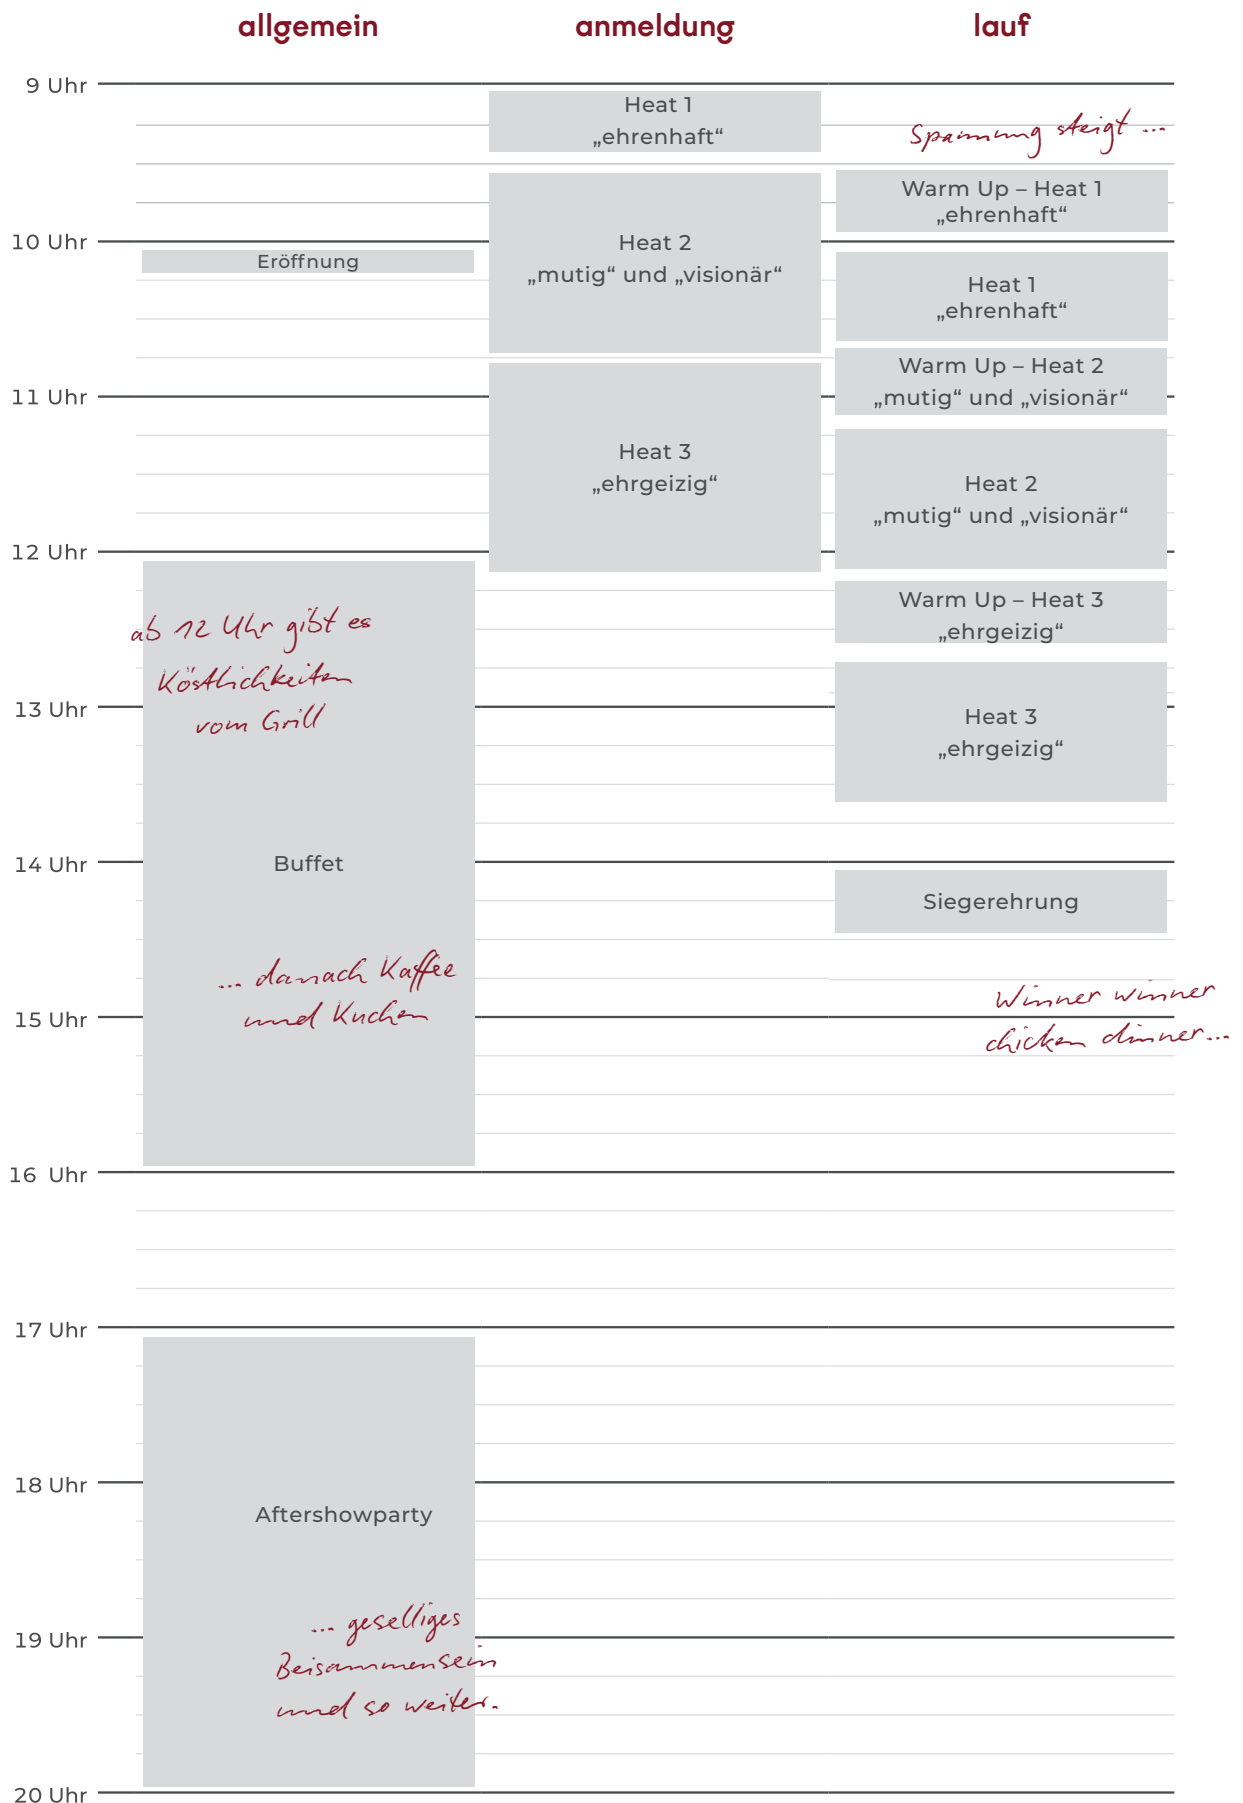 allgemein anmeldung lauf
9 Uhr
Heat 1
„ehrenhaft“
Spannung steigt ...
Warm Up – Heat 1
„ehrenhaft“
10 Uhr
Eröffnung
Heat 2
„mutig“ und „visionär“
Heat 1
„ehrenhaft“
Warm Up – Heat 2
„mutig“ und „visionär“
11 Uhr
Heat 3
„ehrgeizig“
Heat 2
„mutig“ und „visionär“
12 Uhr
Warm Up – Heat 3
„ehrgeizig“
ab 12 Uhr gibt es
Köstlichkeiten
vom Grill
13 Uhr
Heat 3
„ehrgeizig“
14 Uhr
Buffet
Siegerehrung
... danach Kaffee
und Kuchen
15 Uhr
Winner winner
chicken dinner...
16 Uhr
17 Uhr
18 Uhr
Aftershowparty
... geselliges
Beisammensein
und so weiter.
19 Uhr
20 Uhr